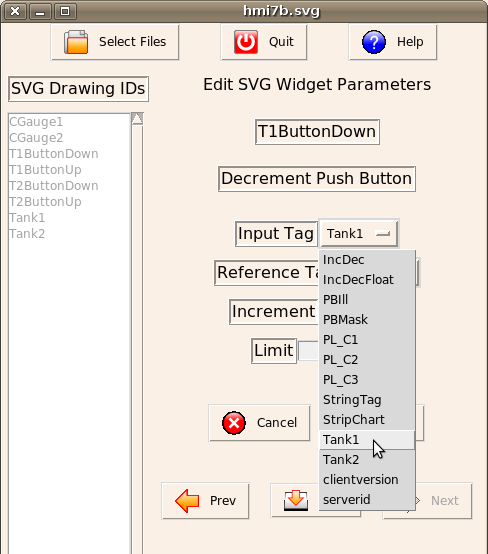 hmi7b.svg
Select Files
Quit
Help
SVG Drawing IDs
Edit SVG Widget Parameters
CGauge1
CGauge2
T1ButtonDown
T1ButtonUp
T2ButtonDown
T2ButtonUp
Tank1
Tank2
T1ButtonDown
Decrement Push Button
Input Tag
Tank1
Reference Ta
Increment
Limit
IncDec
IncDecFloat
PBIll
PBMask
PL_C1
PL_C2
PL_C3
StringTag
StripChart
Tank1
Tank2
clientversion
serverid
Cancel
Prev
Next